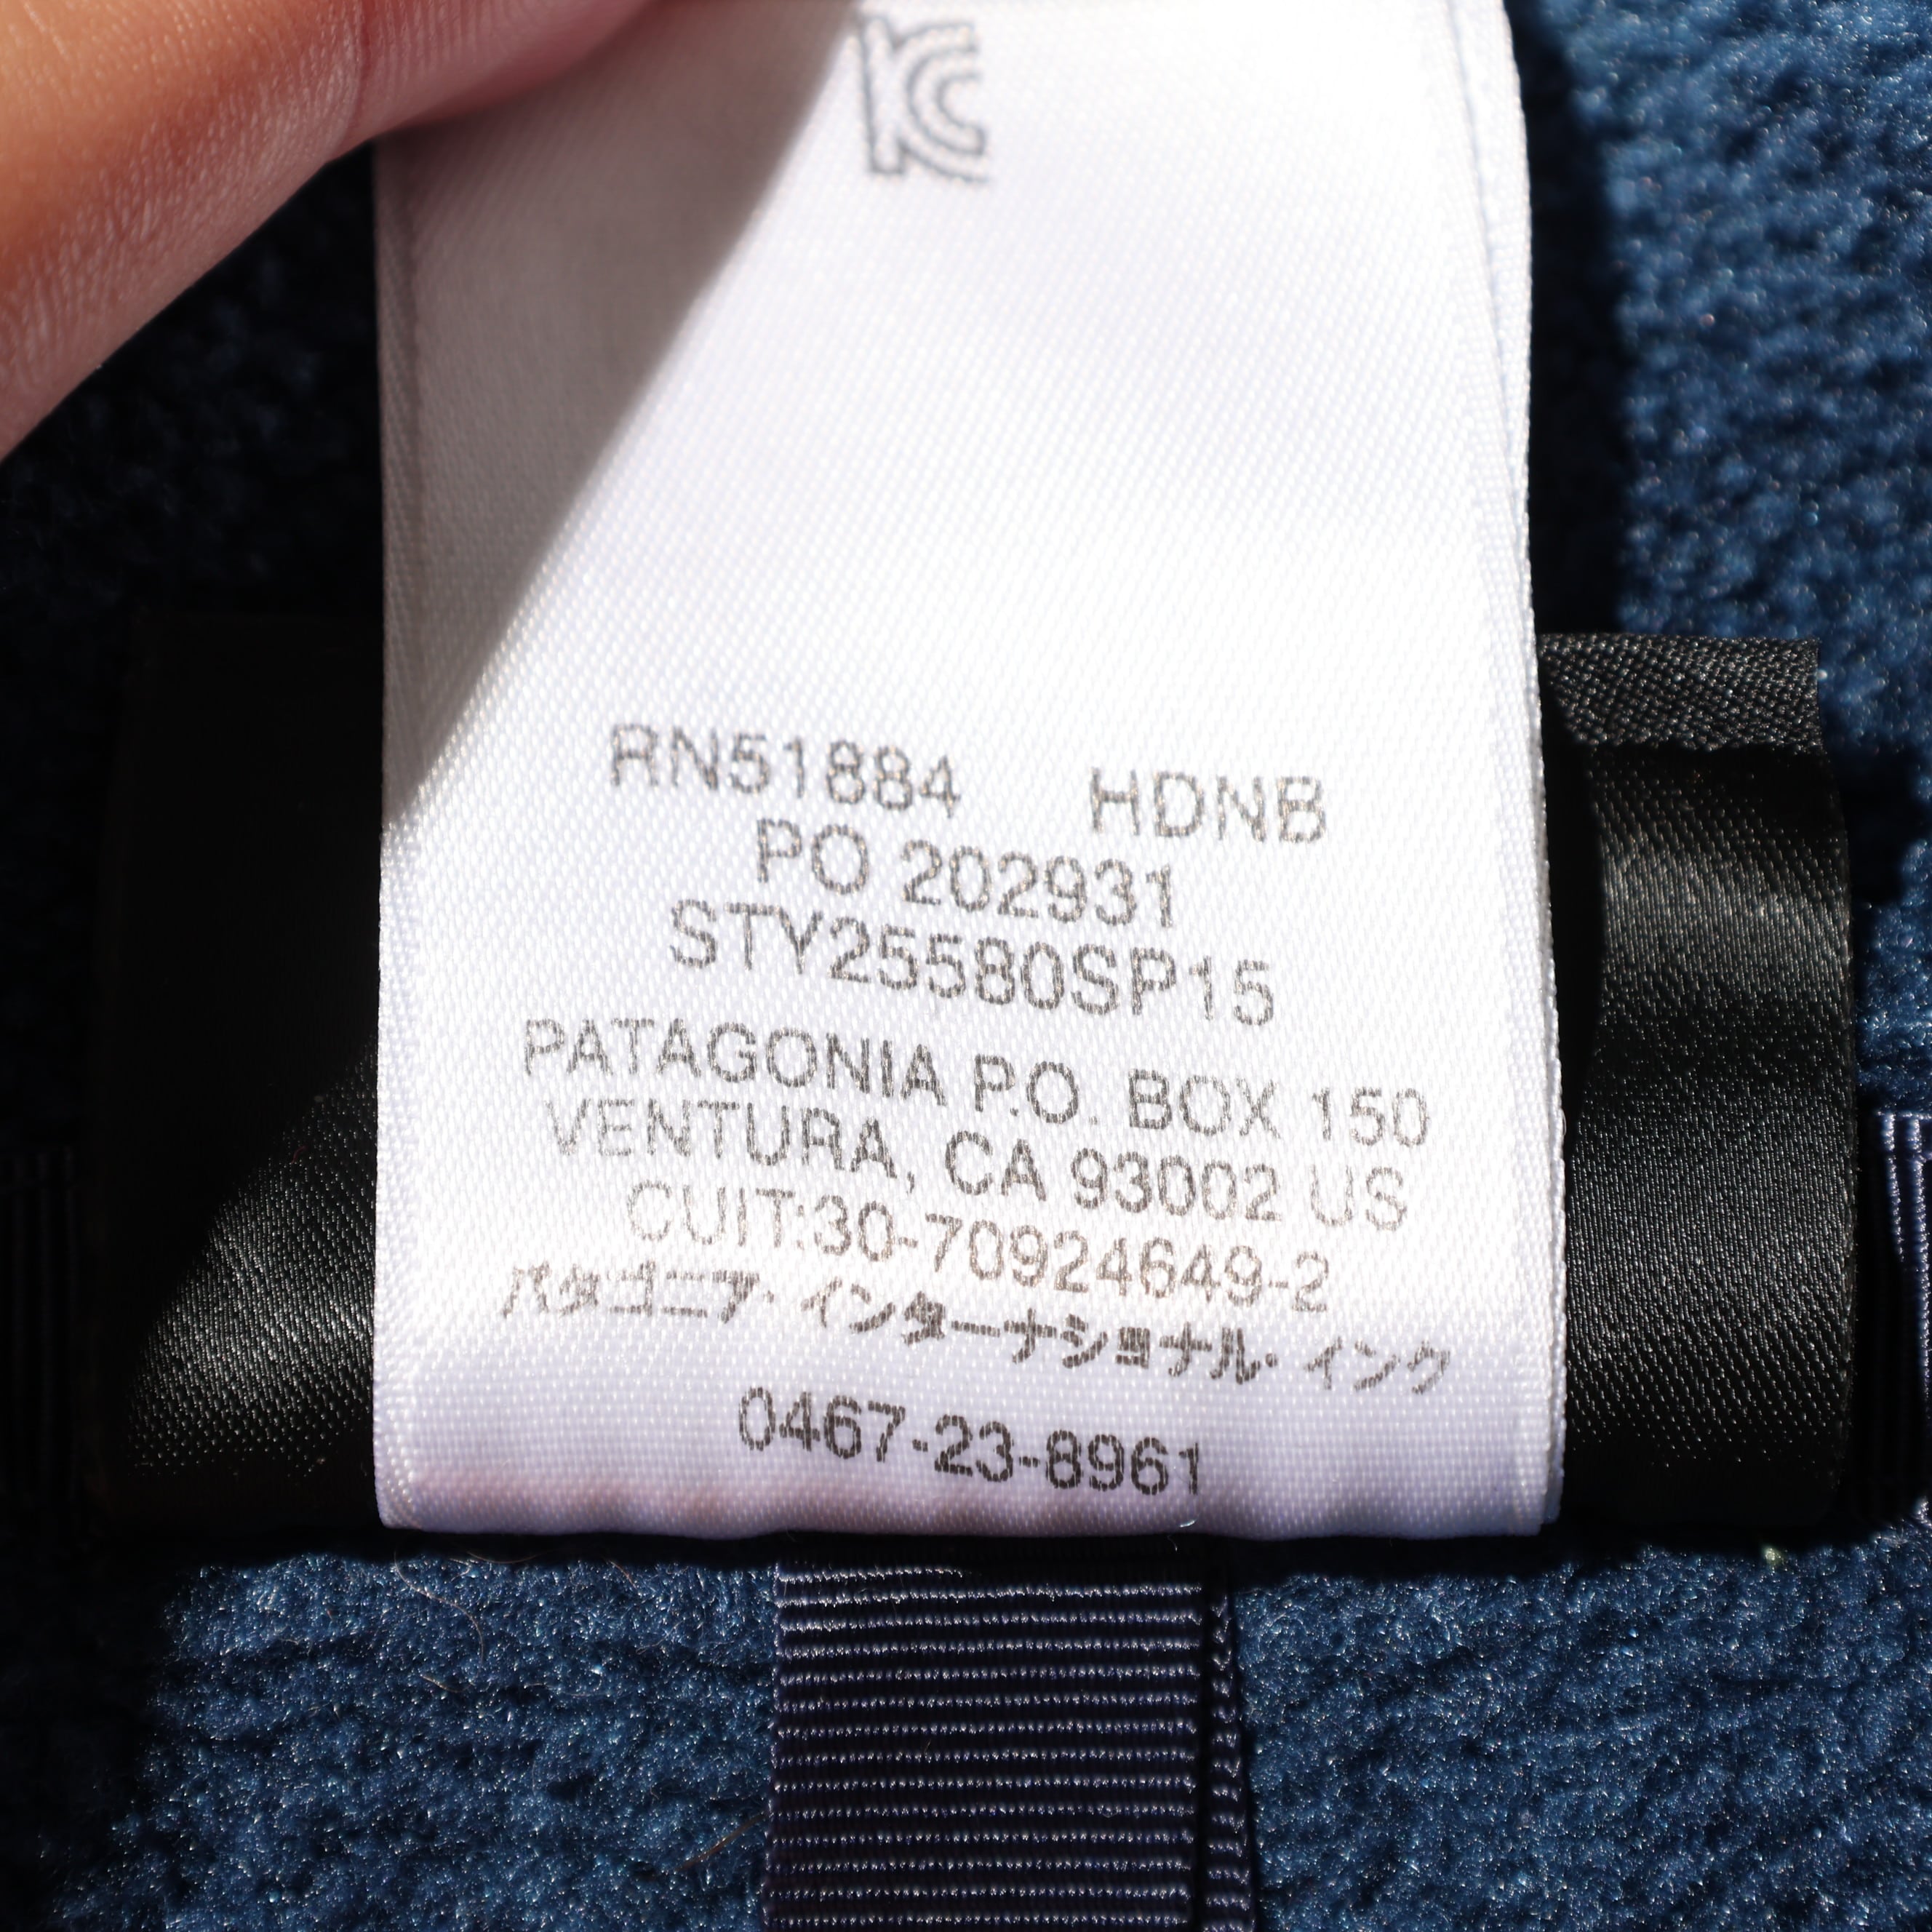 KC
RN51884 HDNB
PO 202931
STY25580SP15
PATAGONIA P.O. BOX 150
VENTURA, CA 93002 US
CUIT:30-70924649-2
パタゴニア・インターナショナル・インク
0467-23-8961